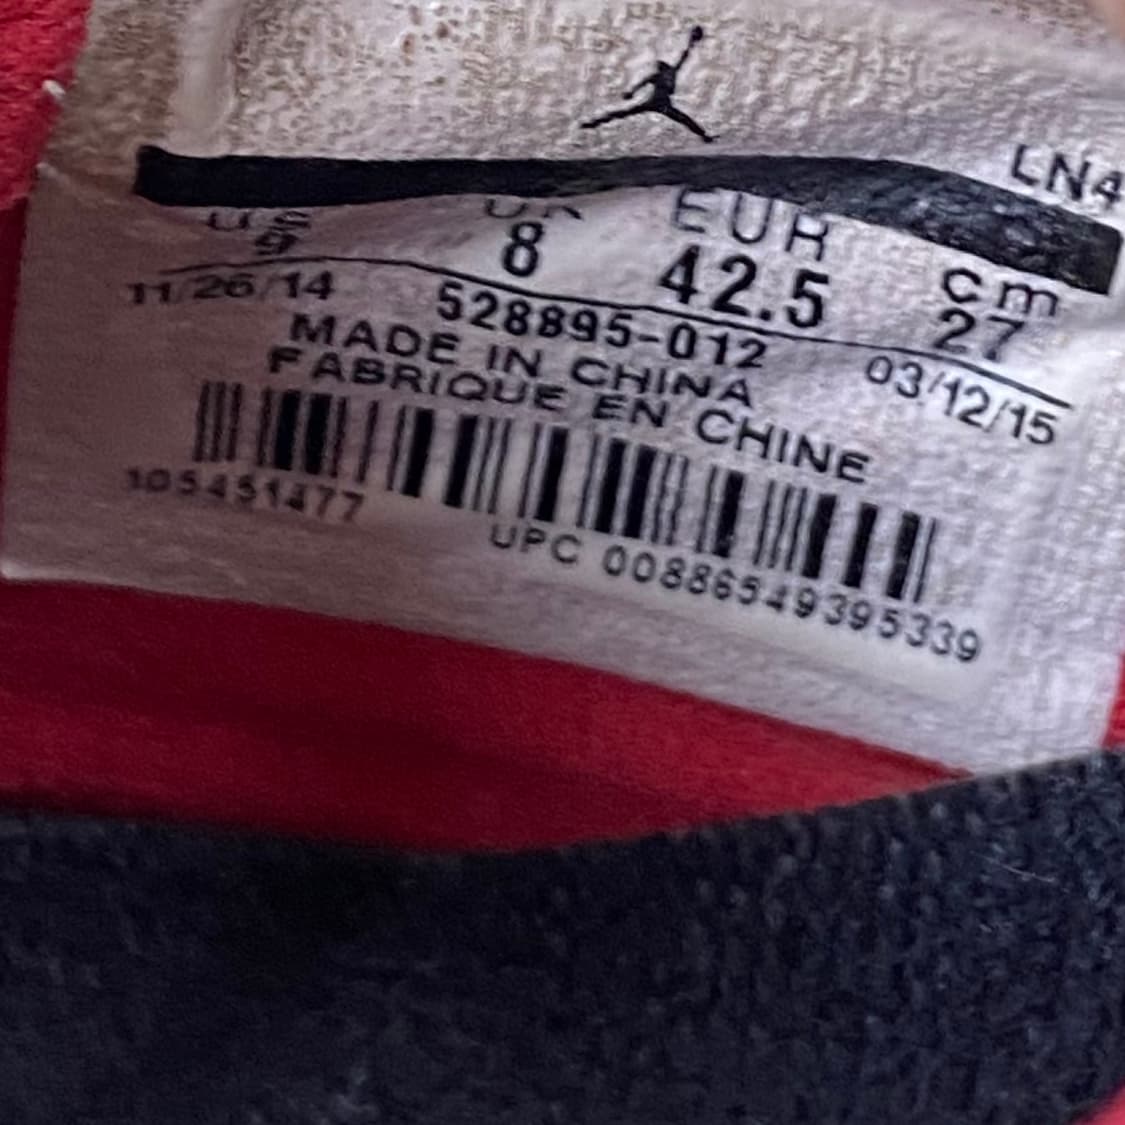 LN4
US UK EUR cm
9 8 42.5 27
11/26/14 528895-012 03/12/15
MADE IN CHINA
FABRIQUE EN CHINE
105451477 UPC 00886549395339